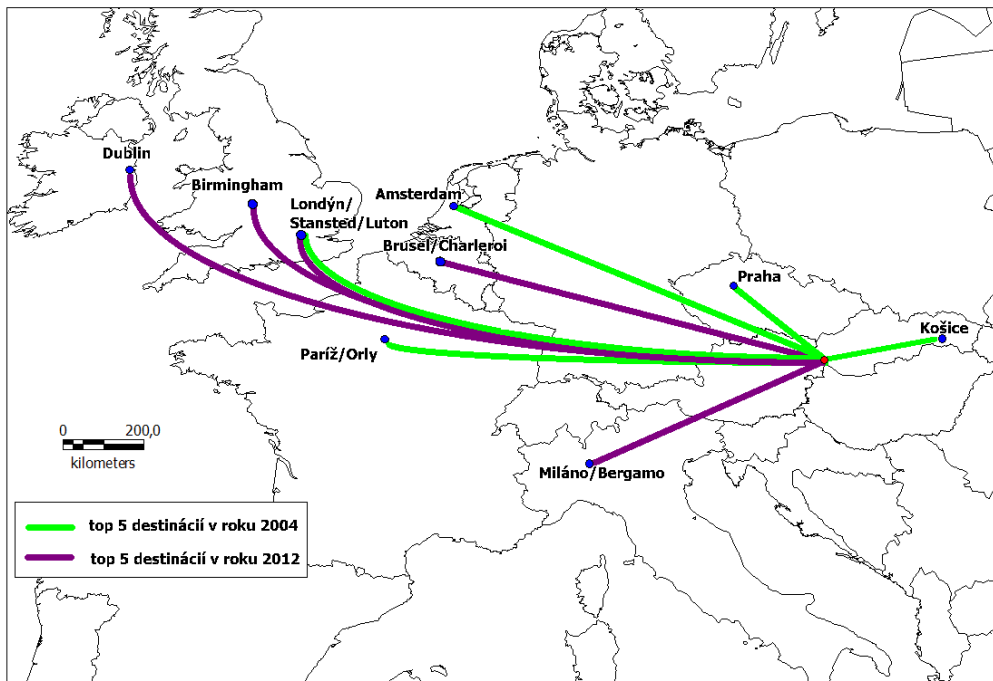 Dublin
Birmingham
Londýn/
Stansted/Luton
Amsterdam
Brusel/Charleroi
Praha
Košice
Paríž/Orly
0 200,0
kilometers
Miláno/Bergamo
top 5 destinácií v roku 2004
top 5 destinácií v roku 2012